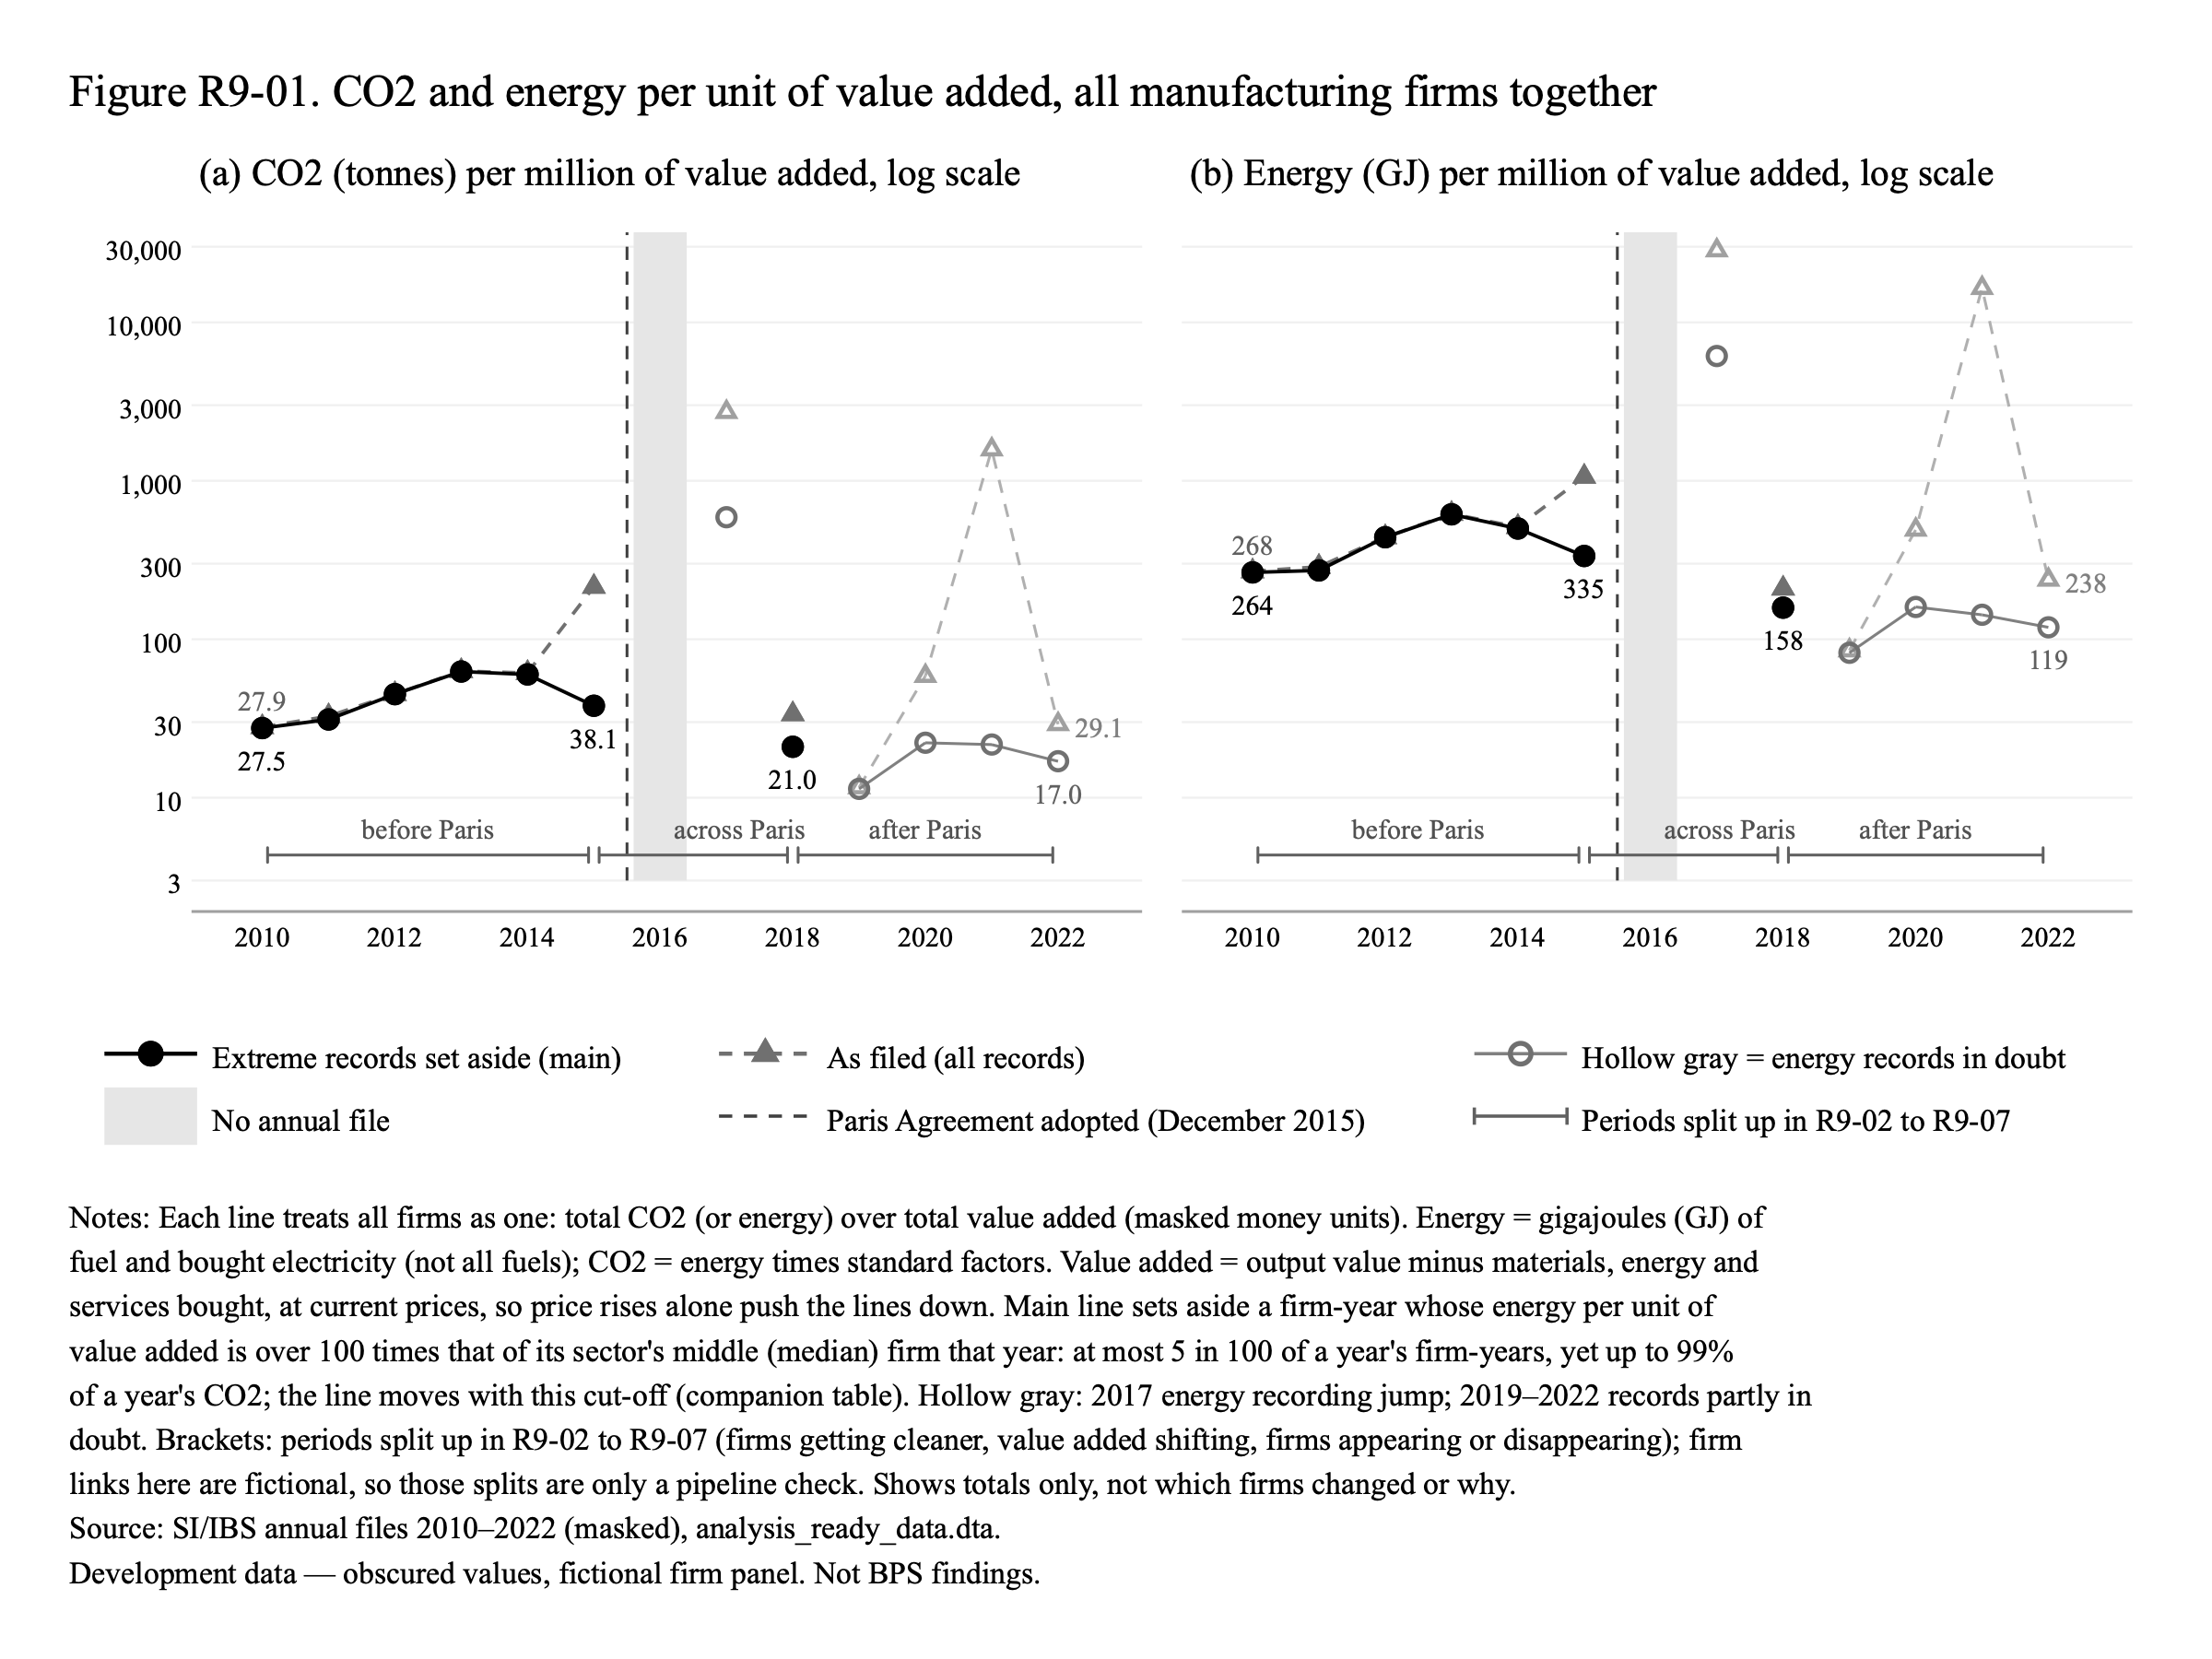 Figure R9-01. CO2 and energy per unit of value added, all manufacturing firms together
(a) CO2 (tonnes) per million of value added, log scale
30,000
10,000
3,000
1,000
300
100
30
10
3
27.9
27.5
38.1
21.0
29.1
17.0
before Paris
across Paris
after Paris
2010
2012
2014
2016
2018
2020
2022
(b) Energy (GJ) per million of value added, log scale
268
264
335
158
238
119
before Paris
across Paris
after Paris
2010
2012
2014
2016
2018
2020
2022
Extreme records set aside (main)
As filed (all records)
Hollow gray = energy records in doubt
No annual file
Paris Agreement adopted (December 2015)
Periods split up in R9-02 to R9-07
Notes: Each line treats all firms as one: total CO2 (or energy) over total value added (masked money units). Energy = gigajoules (GJ) of
fuel and bought electricity (not all fuels); CO2 = energy times standard factors. Value added = output value minus materials, energy and
services bought, at current prices, so price rises alone push the lines down. Main line sets aside a firm-year whose energy per unit of
value added is over 100 times that of its sector's middle (median) firm that year: at most 5 in 100 of a year's firm-years, yet up to 99%
of a year's CO2; the line moves with this cut-off (companion table). Hollow gray: 2017 energy recording jump; 2019–2022 records partly in
doubt. Brackets: periods split up in R9-02 to R9-07 (firms getting cleaner, value added shifting, firms appearing or disappearing); firm
links here are fictional, so those splits are only a pipeline check. Shows totals only, not which firms changed or why.
Source: SI/IBS annual files 2010–2022 (masked), analysis_ready_data.dta.
Development data — obscured values, fictional firm panel. Not BPS findings.